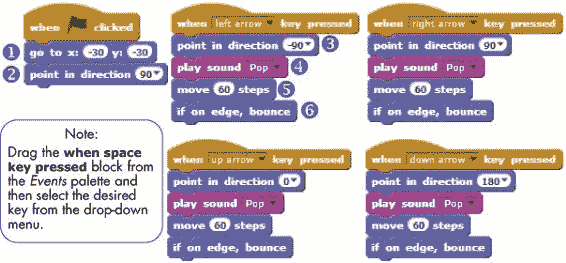 when clicked
1 go to x: -30 y: -30
2 point in direction 90
when left arrow key pressed
point in direction -90 3
play sound Pop 4
move 60 steps 5
if on edge, bounce 6
when right arrow key pressed
point in direction 90
play sound Pop
move 60 steps
if on edge, bounce
Note:
Drag the when space
key pressed block from
the Events palette and
then select the desired
key from the drop-down
menu.
when up arrow key pressed
point in direction 0
play sound Pop
move 60 steps
if on edge, bounce
when down arrow key pressed
point in direction 180
play sound Pop
move 60 steps
if on edge, bounce